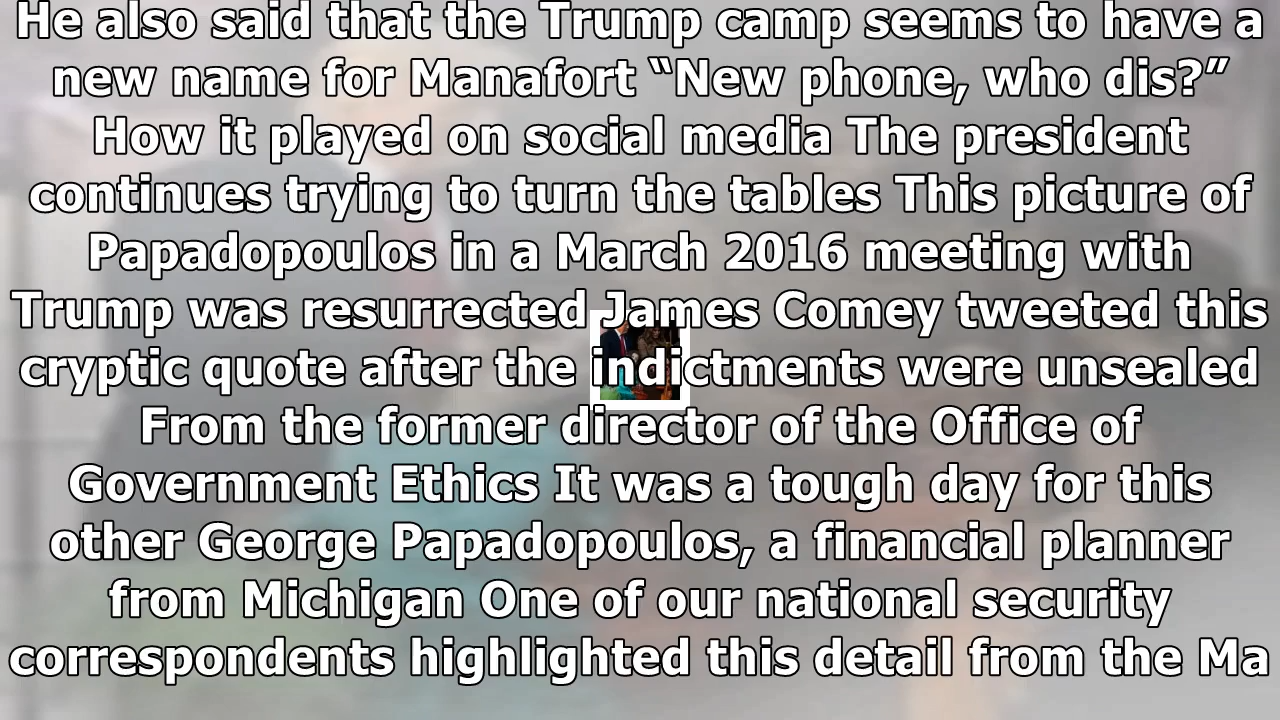 He also said that the Trump camp seems to have a
new name for Manafort “New phone, who dis?”
How it played on social media The president
continues trying to turn the tables This picture of
Papadopoulos in a March 2016 meeting with
Trump was resurrected James Comey tweeted this
cryptic quote after the indictments were unsealed
From the former director of the Office of
Government Ethics It was a tough day for this
other George Papadopoulos, a financial planner
from Michigan One of our national security
correspondents highlighted this detail from the Ma